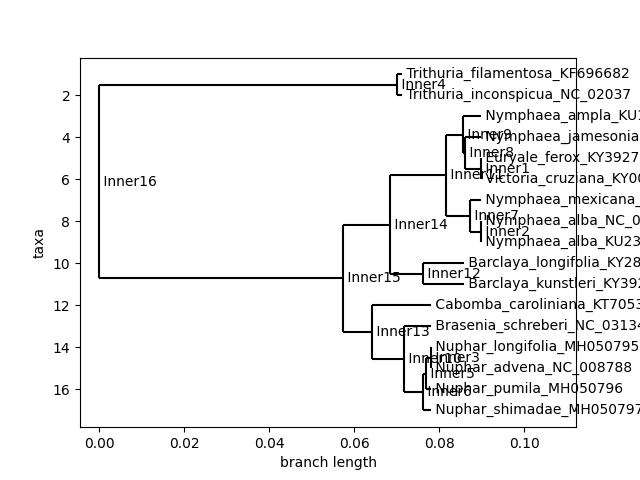 Trithuria_filamentosa_KF696682
Inner4
Trithuria_inconspicua_NC_02037
2
Nymphaea_ampla_KU1
4
Inner9
Nymphaea_jamesonia
Inner8
Euryale_ferox_KY3927
Inner1
Inner11
6
Victoria_cruziana_KY00
Inner16
Nymphaea_mexicana_
Inner7
8
Inner14
Nymphaea_alba_NC_0
Inner2
Nymphaea_alba_KU23
taxa
10
Barclaya_longifolia_KY28
Inner12
Inner15
Barclaya_kunstleri_KY392
12
Cabomba_caroliniana_KT7053
Inner13
Brasenia_schreberi_NC_03134
14
Nuphar_longifolia_MH050795
Inner10
Inner3
Nuphar_advena_NC_008788
Inner5
16
Nuphar_pumila_MH050796
Inner6
Nuphar_shimadae_MH050797
0.00 0.02 0.04 0.06 0.08 0.10
branch length